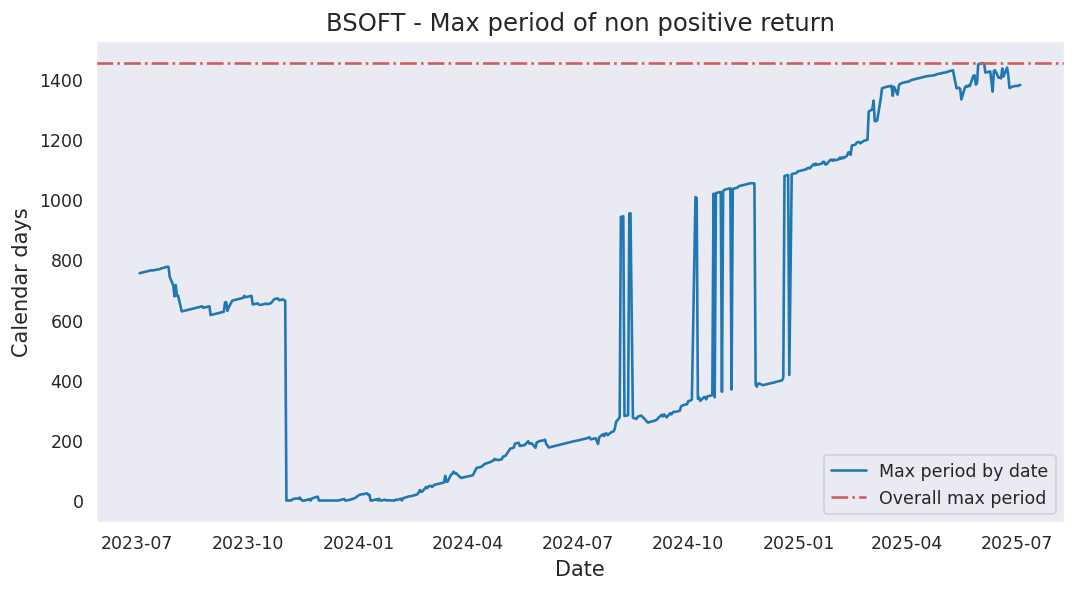 BSOFT - Max period of non positive return
Calendar days
1400
1200
1000
800
600
400
200
0
2023-07 2023-10 2024-01 2024-04 2024-07 2024-10 2025-01 2025-04 2025-07
Date
Max period by date
Overall max period